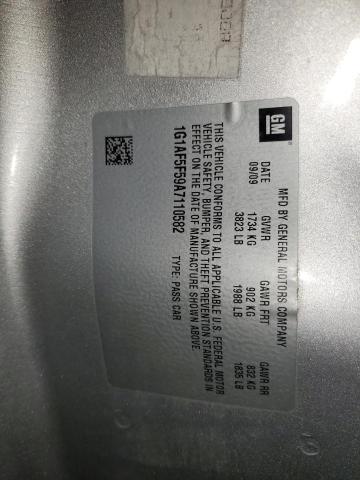 GM
MFD BY GENERAL MOTORS COMPANY
DATE GVWR GAWR FRT GAWR RR
09/09 1734 KG 902 KG 832 KG
3823 LB 1988 LB 1835 LB
THIS VEHICLE CONFORMS TO ALL APPLICABLE U.S. FEDERAL MOTOR
VEHICLE SAFETY, BUMPER, AND THEFT PREVENTION STANDARDS IN
EFFECT ON THE DATE OF MANUFACTURE SHOWN ABOVE.
1G1AF5F59A7110582 TYPE: PASS CAR